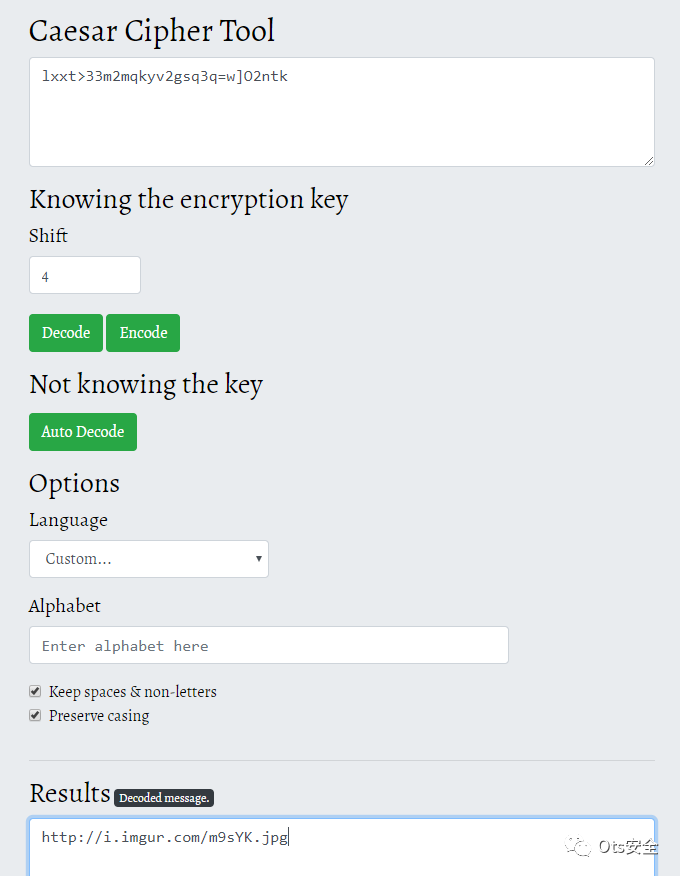 Caesar Cipher Tool
lxxt>33m2mqkyv2gsq3q=w]O2ntk
Knowing the encryption key
Shift
4
Decode Encode
Not knowing the key
Auto Decode
Options
Language
Custom...
Alphabet
Enter alphabet here
Keep spaces & non-letters
Preserve casing
Results Decoded message.
http://i.imgur.com/m9sYK.jpg
Ots安全